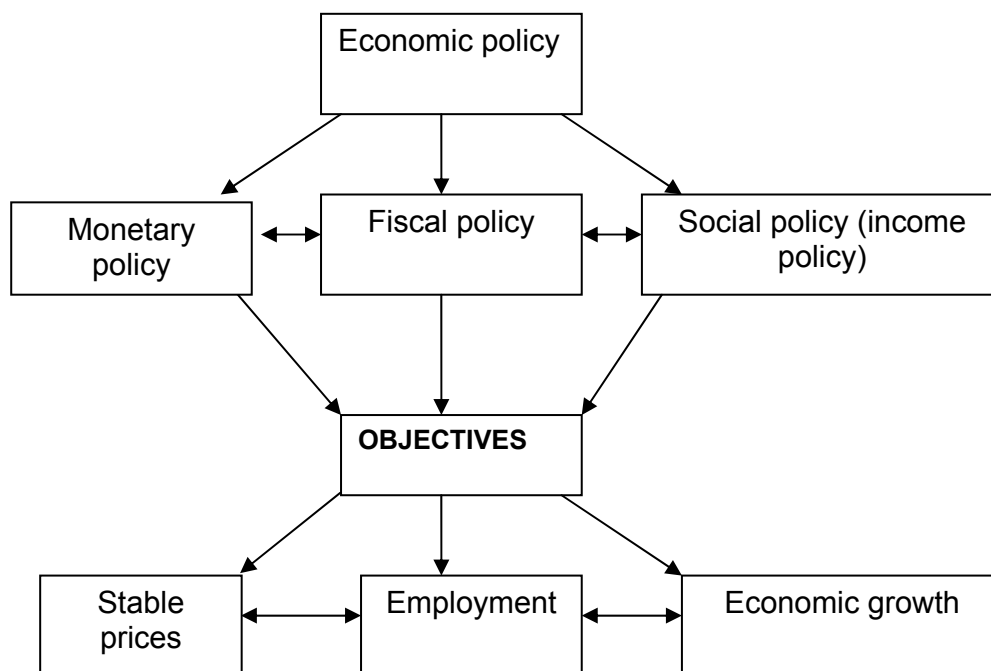 Economic policy
Monetary
policy
Fiscal policy
Social policy (income
policy)
OBJECTIVES
Stable
prices
Employment
Economic growth